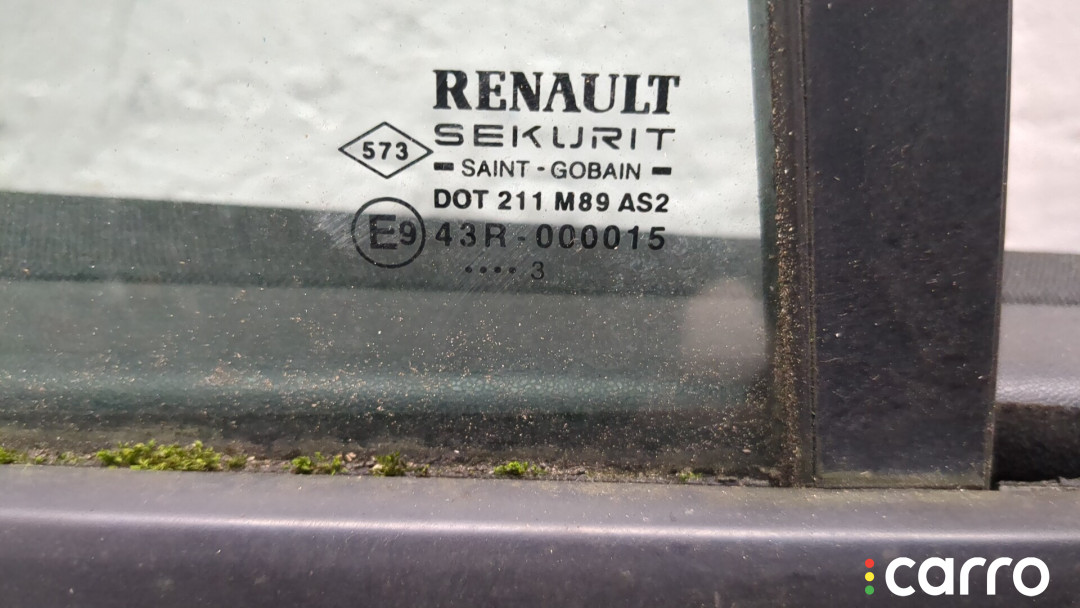 RENAULT
SEKURIT
573
SAINT-GOBAIN
DOT 211 M89 AS2
E9 43R-000015
.... 3
carro